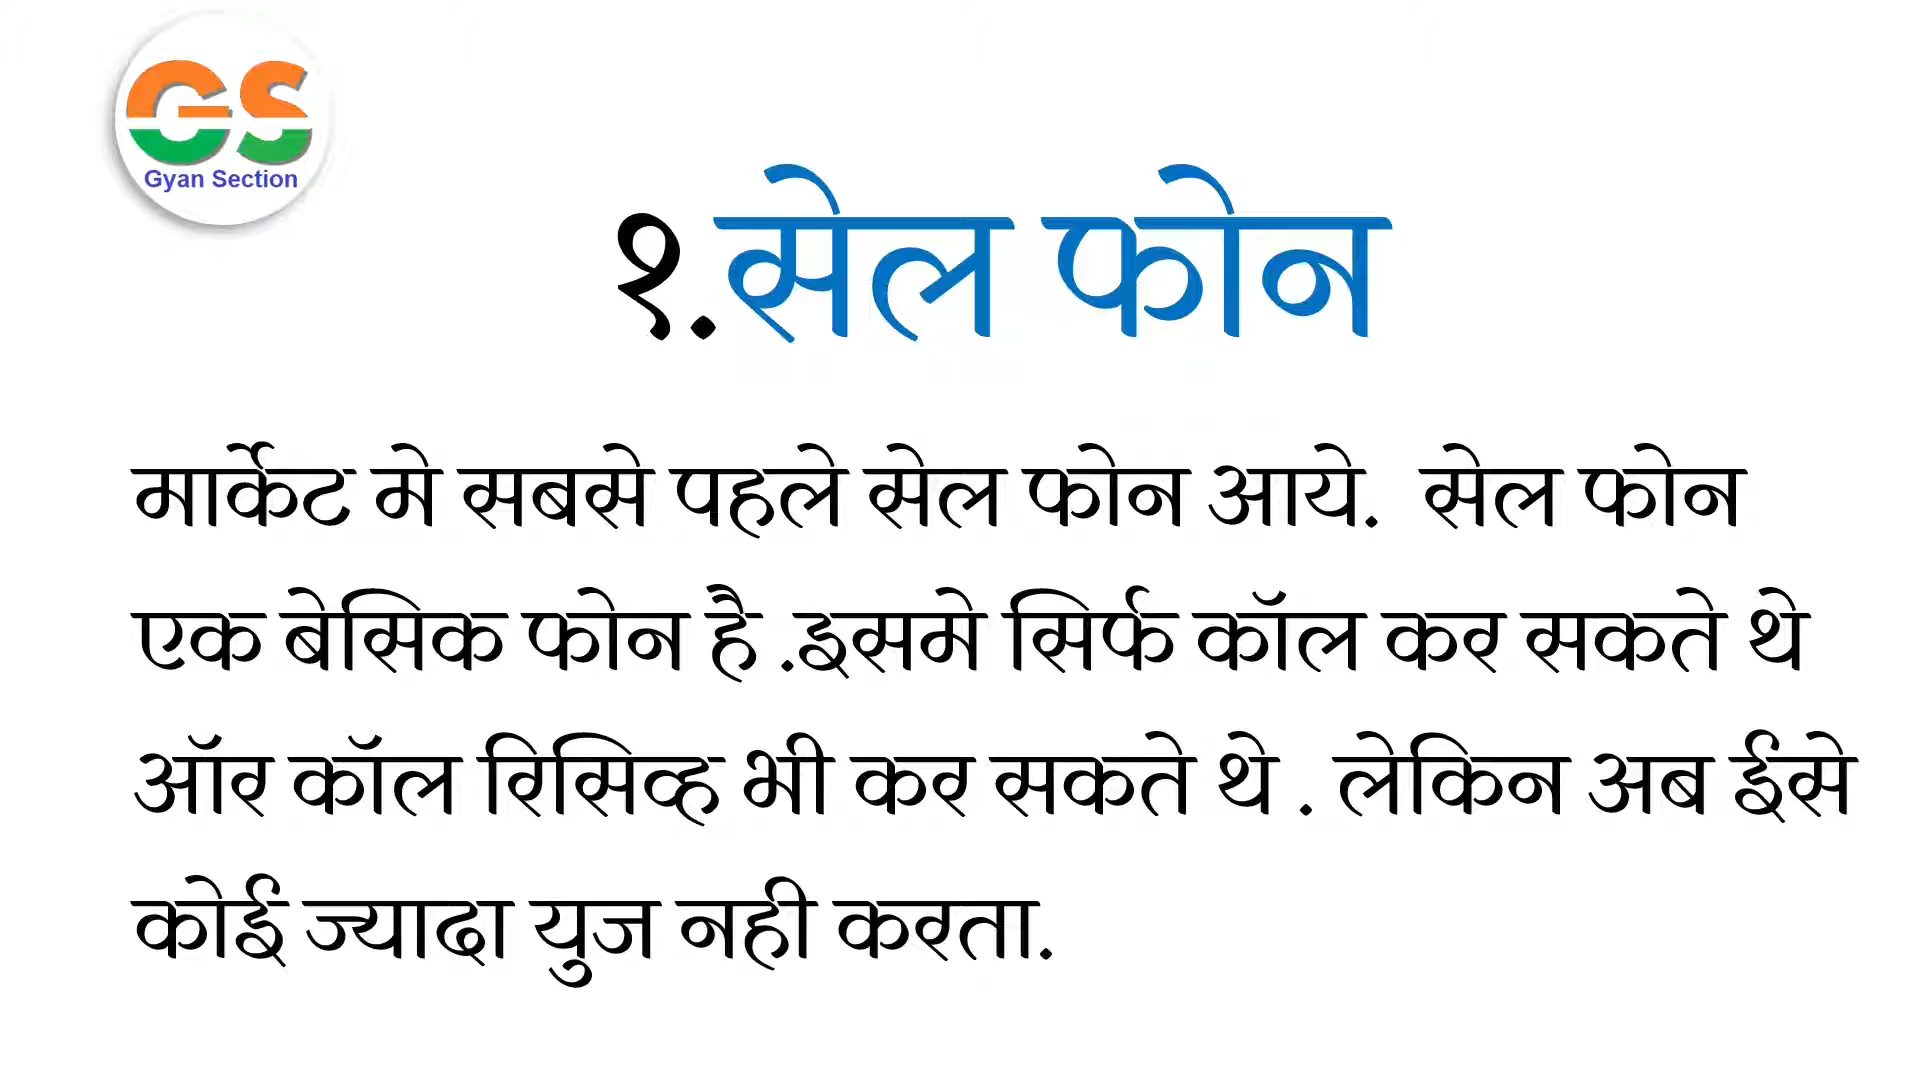 GS
Gyan Section
१.सेल फोन
मार्केट मे सबसे पहले सेल फोन आये. सेल फोन
एक बेसिक फोन है .इसमे सिर्फ कॉल कर सकते थे
ऑर कॉल रिसिव्ह भी कर सकते थे . लेकिन अब ईसे
कोई ज्यादा युज नही करता.